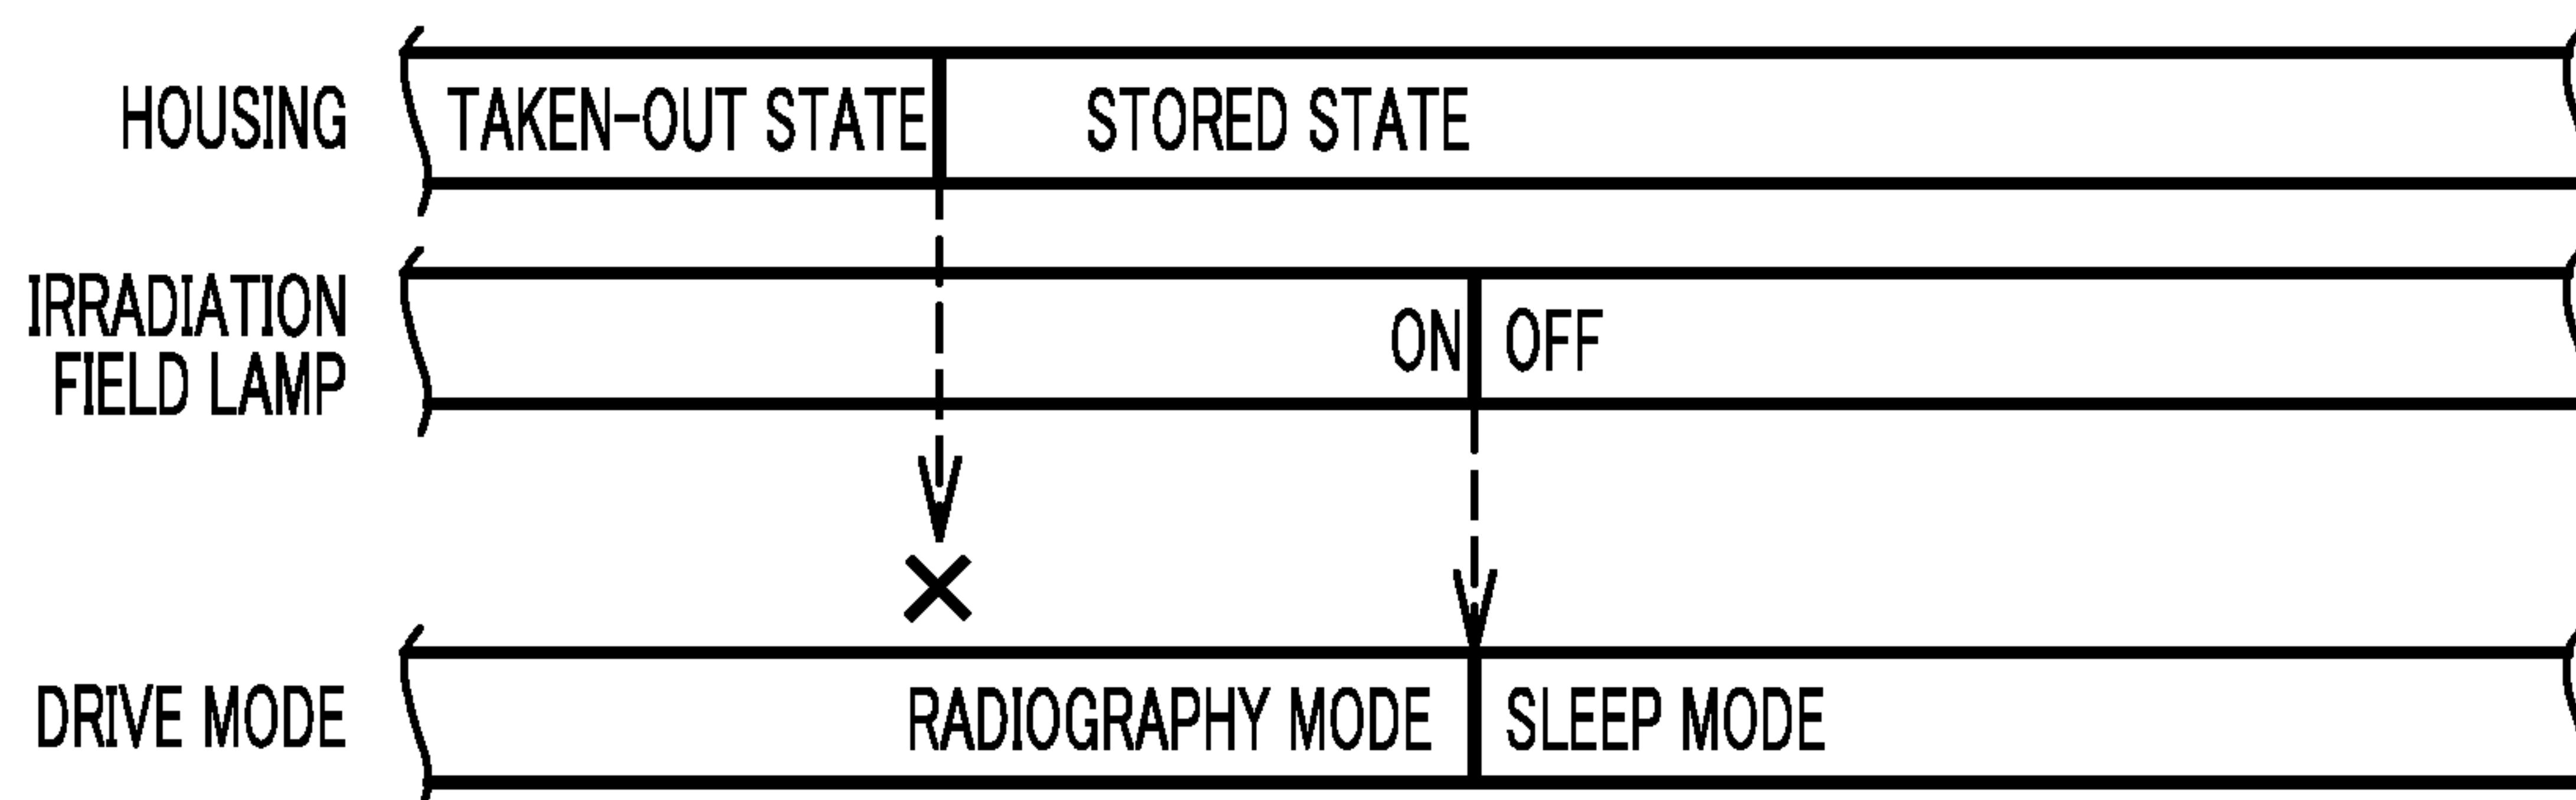 HOUSING
TAKEN-OUT STATE
STORED STATE
IRRADIATION
FIELD LAMP
ON
OFF
DRIVE MODE
RADIOGRAPHY MODE
SLEEP MODE